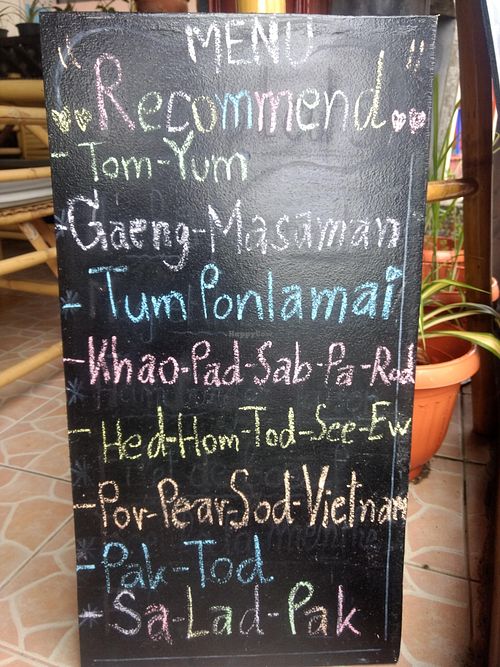 MENU
" Recommend "
- Tom-Yum
- Gaeng-Masaman
- Tum Ponlamai
- Khao-Pad-Sab-Pa-Rod
- Hed-Hom-Tod-See-Ew
- Por-Pear-Sod-Vietnam
- Pak-Tod
- Sa-Lad-Pak